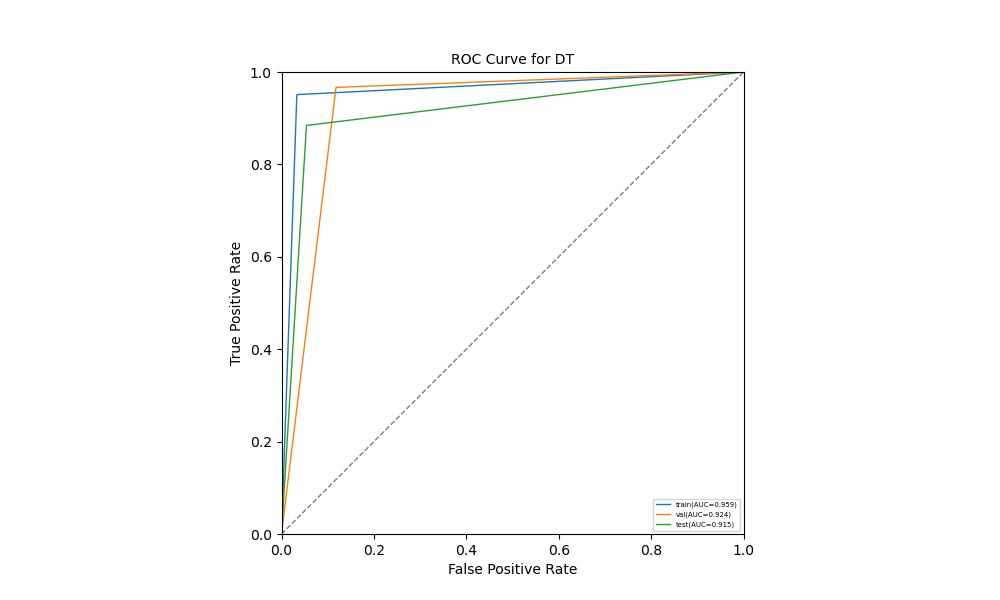 ROC Curve for DT
1.0
0.8
0.6
0.4
0.2
0.0
True Positive Rate
train(AUC=0.959)
val(AUC=0.924)
test(AUC=0.915)
0.0 0.2 0.4 0.6 0.8 1.0
False Positive Rate